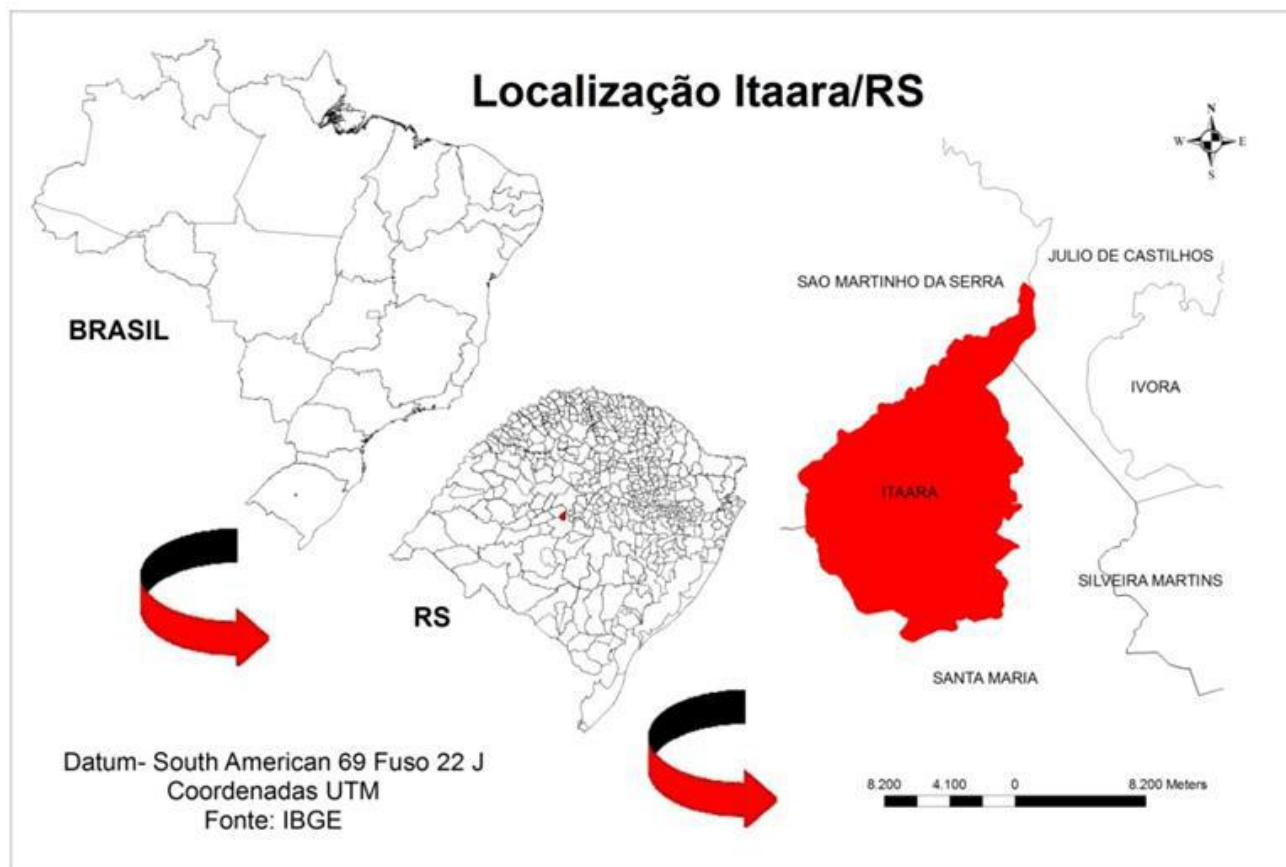 Localização Itaara/RS
N
W
E
S
JULIO DE CASTILHOS
SAO MARTINHO DA SERRA
BRASIL
IVORA
ITAARA
SILVEIRA MARTINS
RS
SANTA MARIA
Datum- South American 69 Fuso 22 J
Coordenadas UTM
Fonte: IBGE
8.200 4.100 0 8.200 Meters